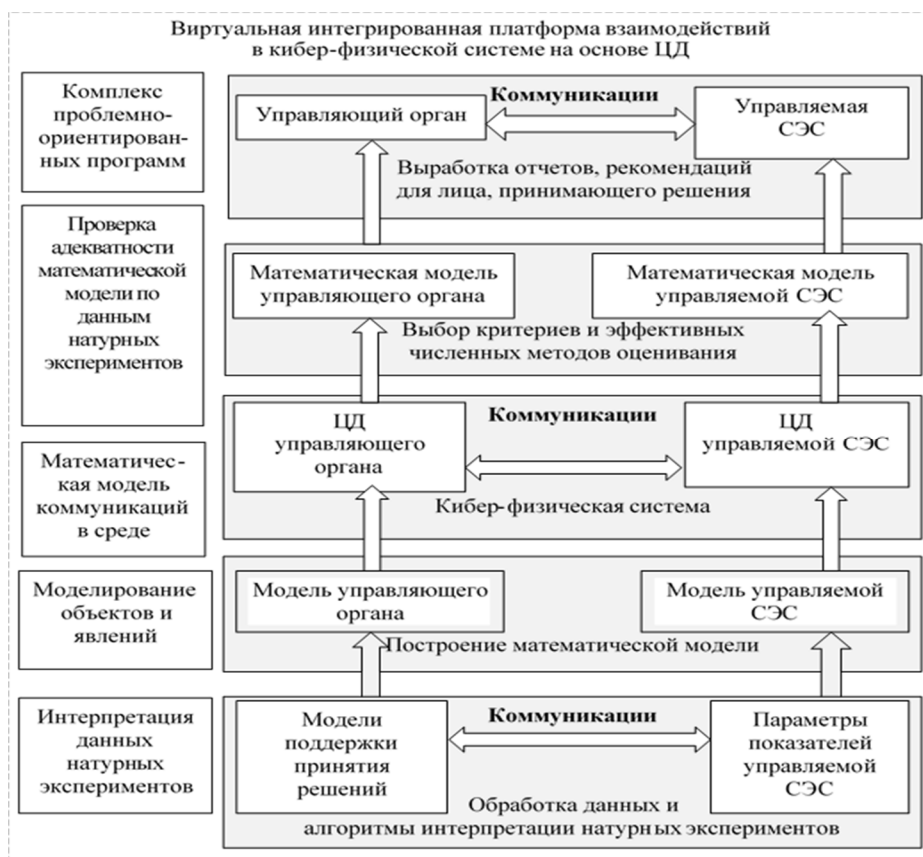 Виртуальная интегрированная платформа взаимодействий
в кибер-физической системе на основе ЦД
Комплекс
проблемно-
ориентирован-
ных программ
Коммуникации
Управляющий орган
Управляемая
СЭС
Выработка отчетов, рекомендаций
для лица, принимающего решения
Проверка
адекватности
математической
модели по
данным
натурных
экспериментов
Математическая модель
управляющего органа
Математическая модель
управляемой СЭС
Выбор критериев и эффективных
численных методов оценивания
Математичес-
кая модель
коммуникаций
в среде
ЦД
управляющего
органа
Коммуникации
ЦД
управляемой СЭС
Кибер-физическая система
Моделирование
объектов и
явлений
Модель управляющего
органа
Модель управляемой
СЭС
Построение математической модели
Интерпретация
данных
натурных
экспериментов
Модели
поддержки
принятия
решений
Коммуникации
Параметры
показателей
управляемой
СЭС
Обработка данных и
алгоритмы интерпретации натурных экспериментов